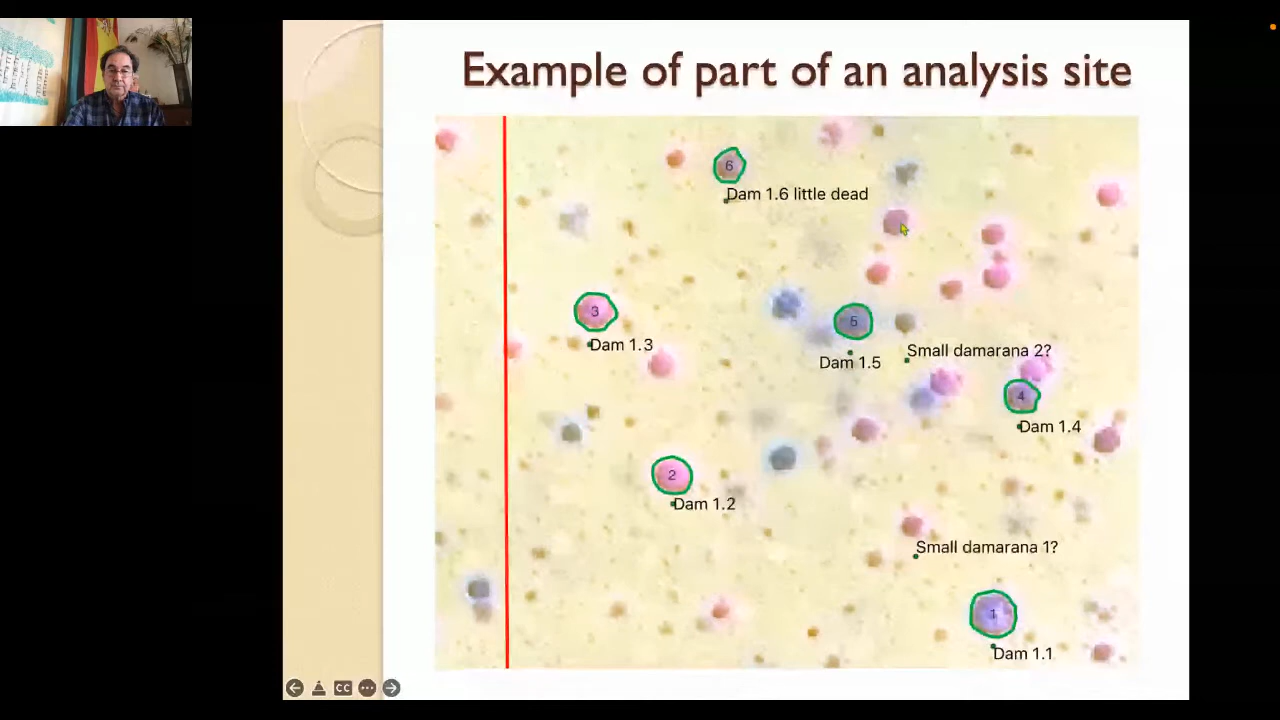 Example of part of an analysis site
6
Dam 1.6 little dead
3
Dam 1.3
5
Dam 1.5
Small damarana 2?
4
Dam 1.4
2
Dam 1.2
Small damarana 1?
1
Dam 1.1
CC